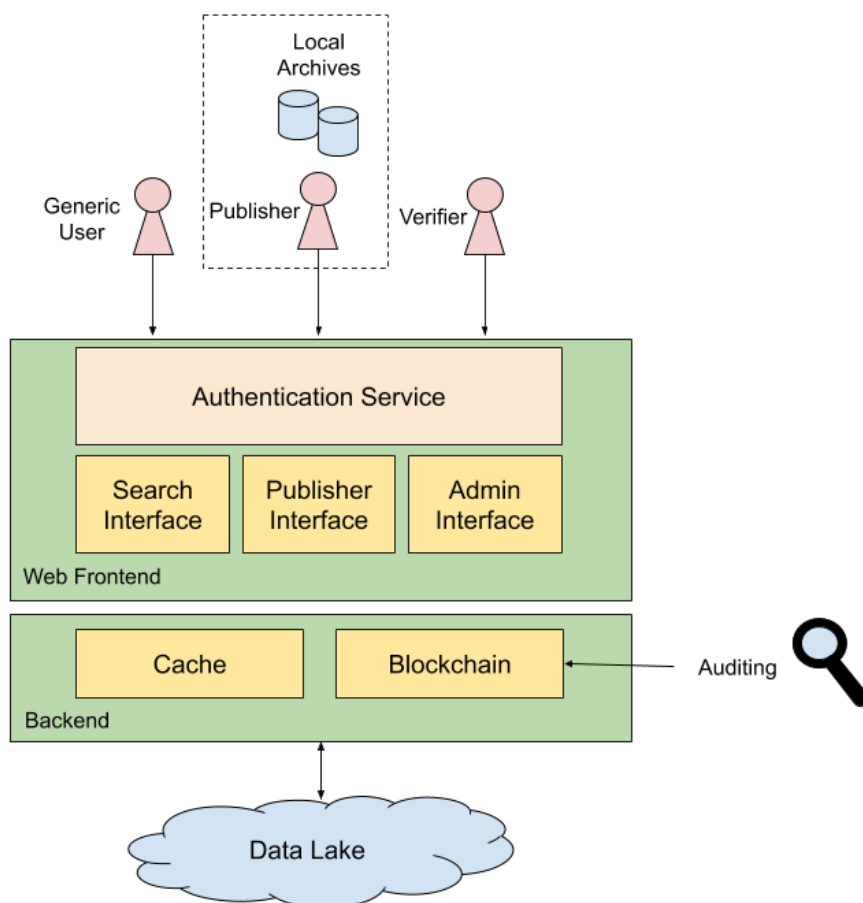 Local
Archives
Generic
User
Publisher
Verifier
Authentication Service
Search
Interface
Publisher
Interface
Admin
Interface
Web Frontend
Cache
Blockchain
Auditing
Backend
Data Lake